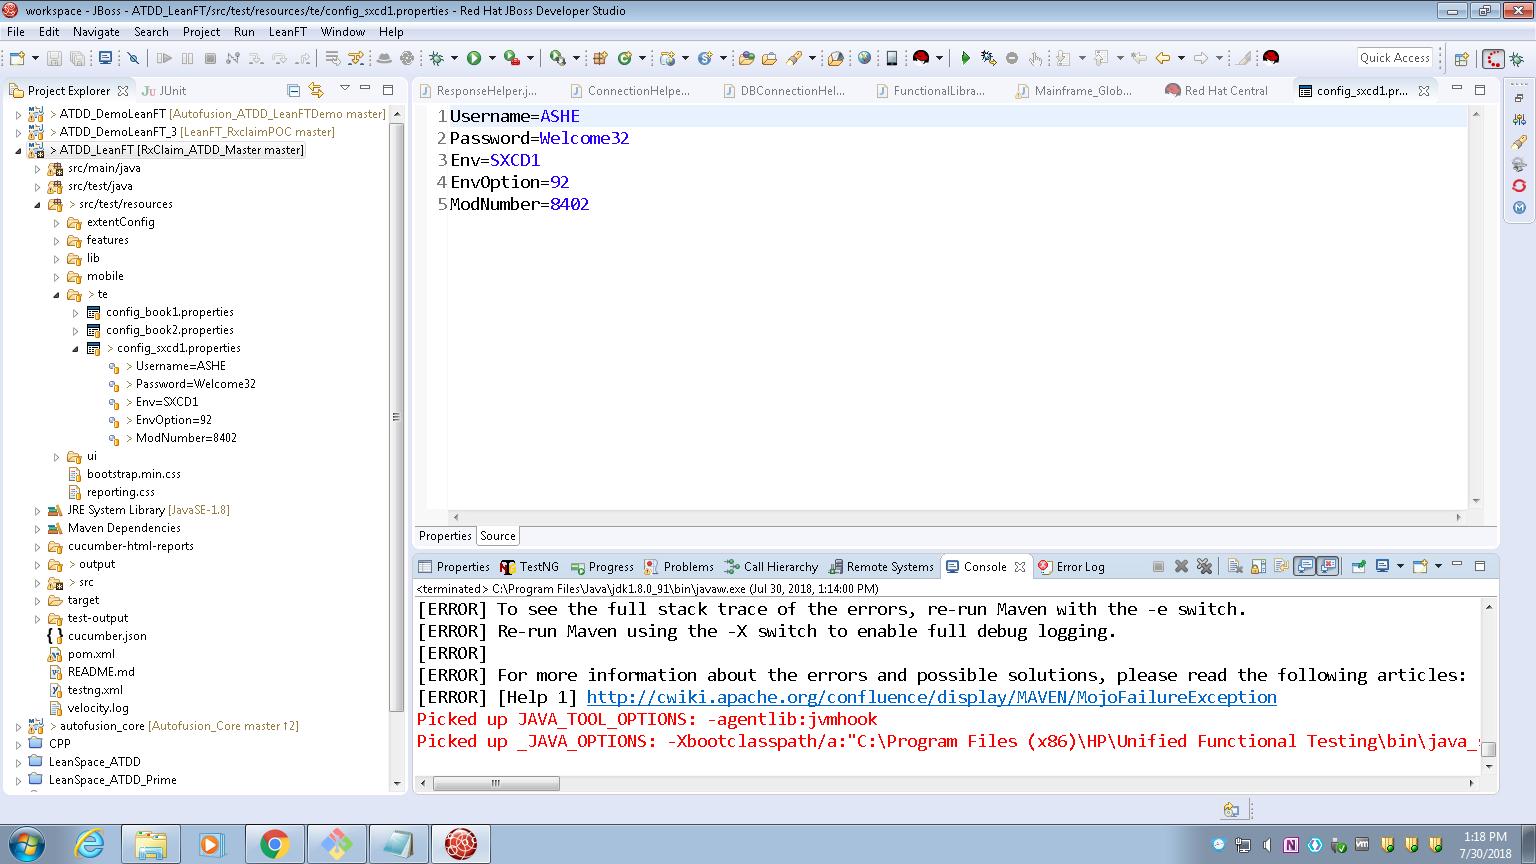 workspace - JBoss - ATDD_LeanFT/src/test/resources/te/config_sxcd1.properties - Red Hat JBoss Developer Studio
File Edit Navigate Search Project Run LeanFT Window Help
Quick Access
Project Explorer JUnit
ResponseHelper.j... ConnectionHelpe... DBConnectionHel... FunctionalLibra... Mainframe_Glob... Red Hat Central config_sxcd1.pr...
> ATDD_DemoLeanFT [Autofusion_ATDD_LeanFTDemo master]
> ATDD_DemoLeanFT_3 [LeanFT_RxclaimPOC master]
> ATDD_LeanFT [RxClaim_ATDD_Master master]
src/main/java
src/test/java
> src/test/resources
extentConfig
features
lib
mobile
> te
config_book1.properties
config_book2.properties
> config_sxcd1.properties
> Username=ASHE
> Password=Welcome32
> Env=SXCD1
> EnvOption=92
> ModNumber=8402
ui
bootstrap.min.css
reporting.css
JRE System Library [JavaSE-1.8]
Maven Dependencies
cucumber-html-reports
> output
> src
target
test-output
cucumber.json
pom.xml
README.md
testng.xml
velocity.log
> autofusion_core [Autofusion_Core master ↑2]
CPP
LeanSpace_ATDD
LeanSpace_ATDD_Prime
1 Username=ASHE
2 Password=Welcome32
3 Env=SXCD1
4 EnvOption=92
5 ModNumber=8402
Properties Source
Properties TestNG Progress Problems Call Hierarchy Remote Systems Console Error Log
<terminated> C:\Program Files\Java\jdk1.8.0_91\bin\javaw.exe (Jul 30, 2018, 1:14:00 PM)
[ERROR] To see the full stack trace of the errors, re-run Maven with the -e switch.
[ERROR] Re-run Maven using the -X switch to enable full debug logging.
[ERROR]
[ERROR] For more information about the errors and possible solutions, please read the following articles:
[ERROR] [Help 1] http://cwiki.apache.org/confluence/display/MAVEN/MojoFailureException
Picked up JAVA_TOOL_OPTIONS: -agentlib:jvmhook
Picked up _JAVA_OPTIONS: -Xbootclasspath/a:"C:\Program Files (x86)\HP\Unified Functional Testing\bin\java_
1:18 PM
7/30/2018